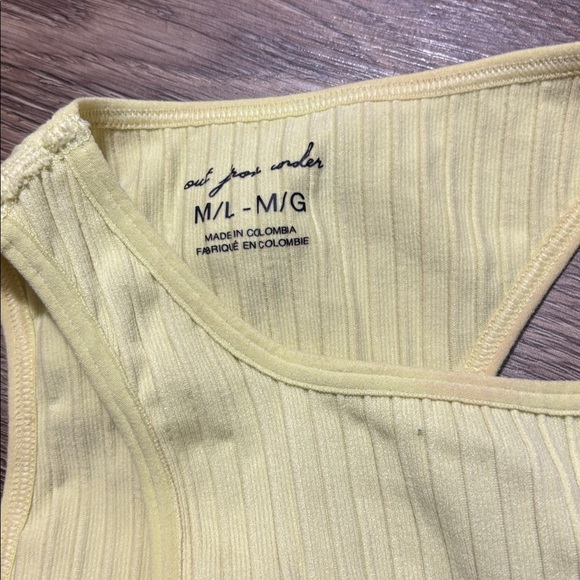 out from under
M/L - M/G
MADE IN COLOMBIA
FABRIQUÉ EN COLOMBIE